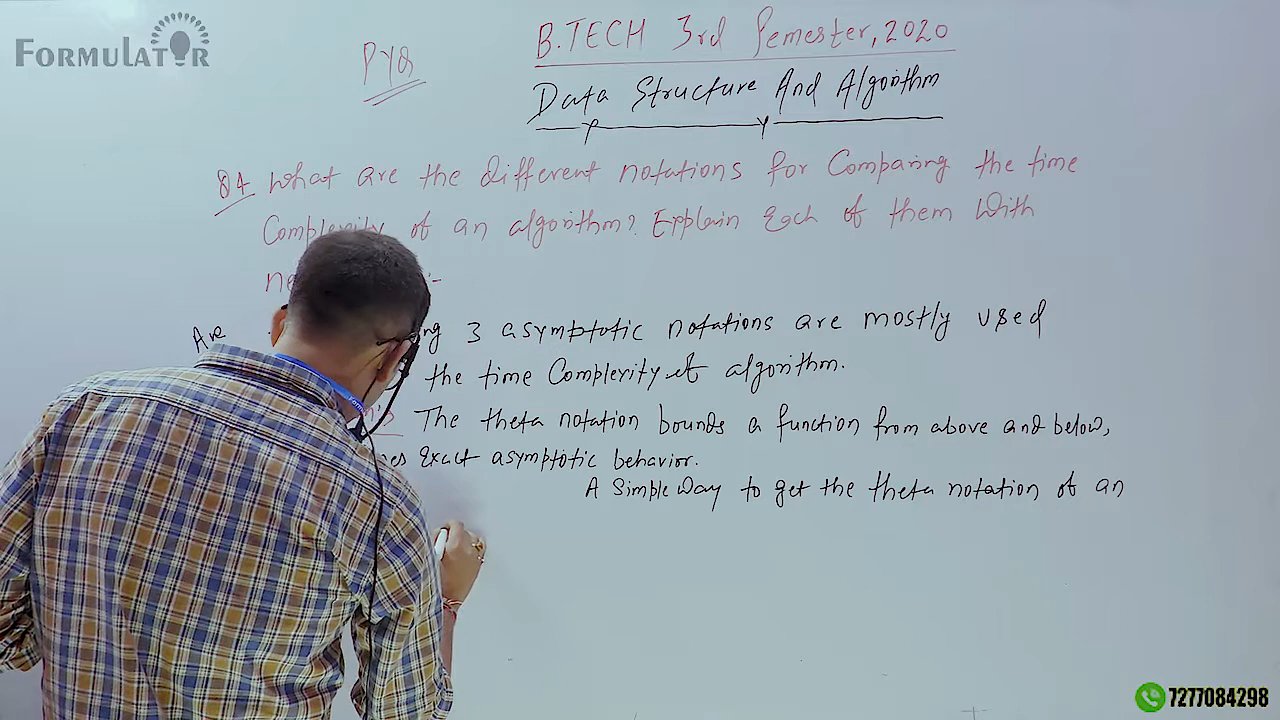 FORMULATOR
PYQ
B.TECH 3rd Semester, 2020
Data Structure And Algorithm
Q1 What are the different notations for Comparing the time
Complexity of an algorithm? Explain Each of them With
ne :-
Ans ng 3 asymptotic notations are mostly used
the time Complexity of algorithm.
The theta notation bounds a function from above and below,
es Exact asymptotic behavior.
A Simple Way to get the theta notation of an
7277084298